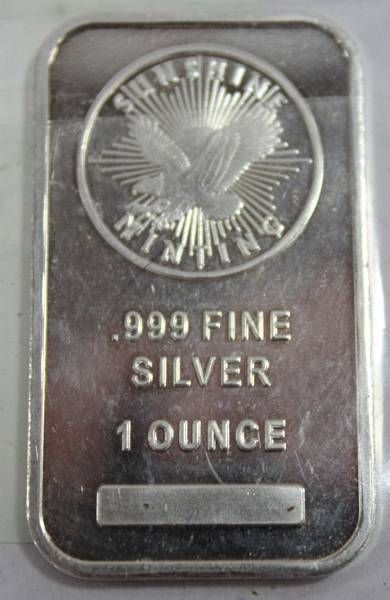 SUNSHINE
MINTING
.999 FINE
SILVER
1 OUNCE